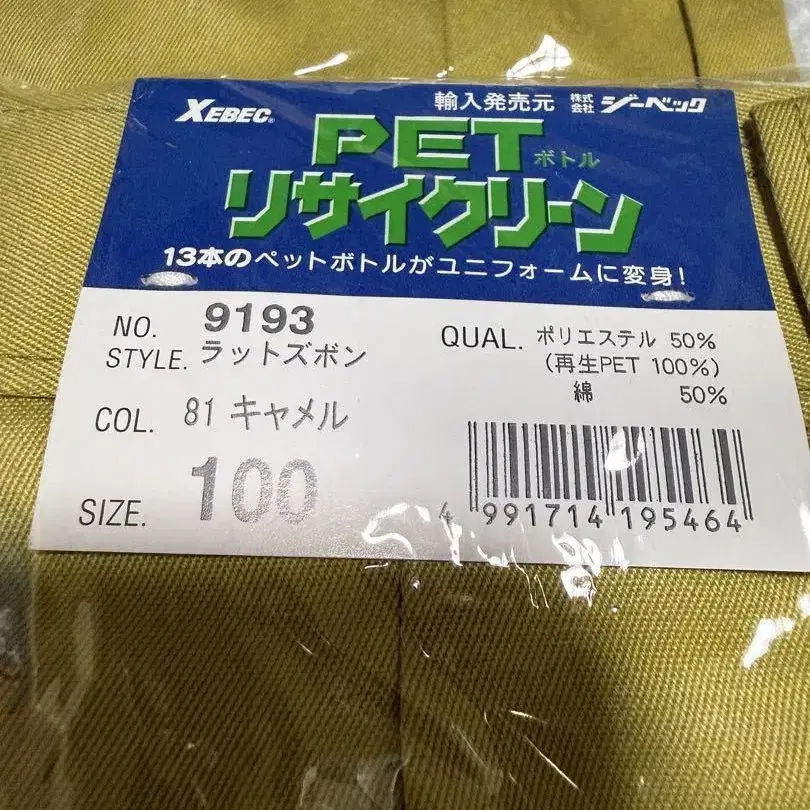 XEBEC®
輸入発売元 株式会社 ジーベック
PETボトル
リサイクリーン
13本のペットボトルがユニフォームに変身!
NO. 9193
STYLE. ラットズボン
COL. 81 キャメル
SIZE. 100
QUAL. ポリエステル 50%
(再生PET 100%)
綿 50%
4 991714 195464